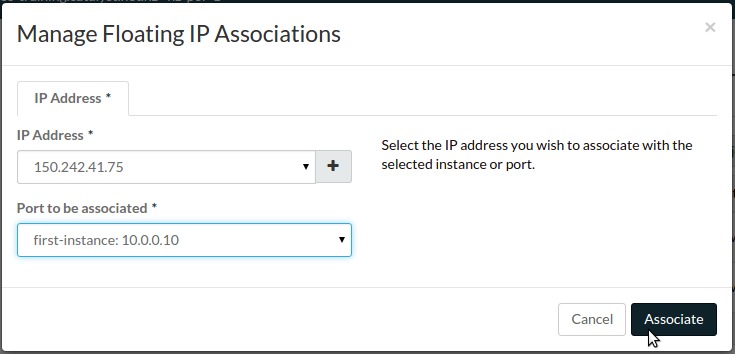 Manage Floating IP Associations
×
IP Address *
IP Address *
150.242.41.75
+
Select the IP address you wish to associate with the
selected instance or port.
Port to be associated *
first-instance: 10.0.0.10
Cancel
Associate